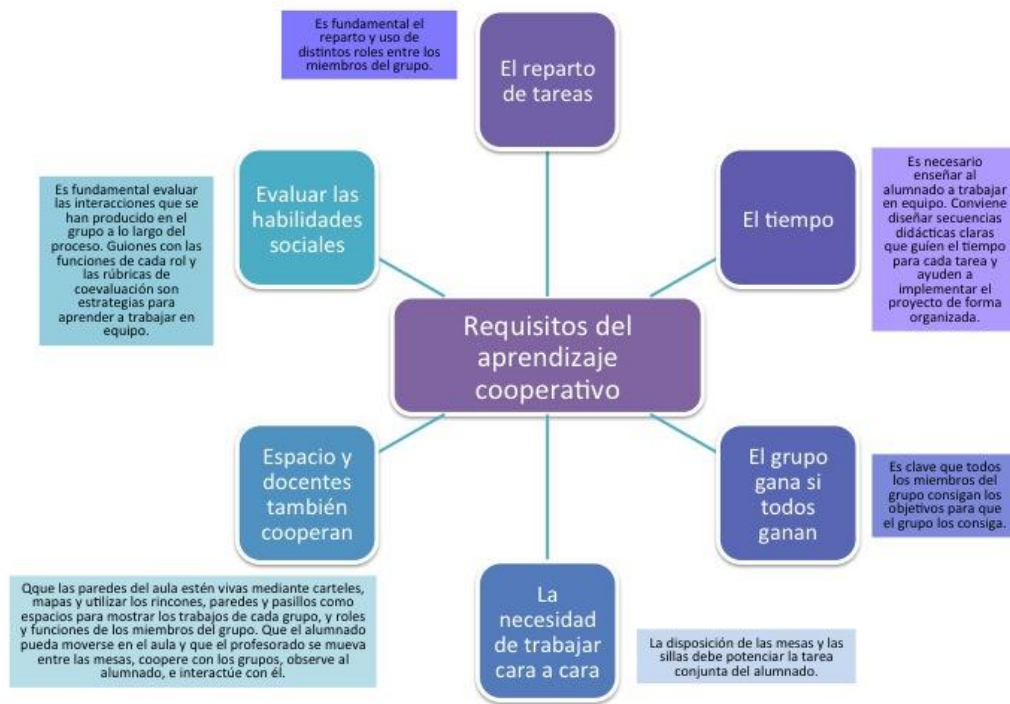 Es fundamental el
reparto y uso de
distintos roles entre los
miembros del grupo.
El reparto
de tareas
Evaluar las
habilidades
sociales
Es fundamental evaluar
las interacciones que se
han producido en el
grupo a lo largo del
proceso. Guiones con las
funciones de cada rol y
las rúbricas de
coevaluación son
estrategias para
aprender a trabajar en
equipo.
El tiempo
Es necesario
enseñar al
alumnado a trabajar
en equipo. Conviene
diseñar secuencias
didácticas claras
que guíen el tiempo
para cada tarea y
ayuden a
implementar el
proyecto de forma
organizada.
Requisitos del
aprendizaje
cooperativo
Espacio y
docentes
también
cooperan
El grupo
gana si
todos
ganan
Es clave que todos
los miembros del
grupo consigan los
objetivos para que
el grupo los consiga.
Qque las paredes del aula estén vivas mediante carteles,
mapas y utilizar los rincones, paredes y pasillos como
espacios para mostrar los trabajos de cada grupo, y roles
y funciones de los miembros del grupo. Que el alumnado
pueda moverse en el aula y que el profesorado se mueva
entre las mesas, coopere con los grupos, observe al
alumnado, e interactúe con él.
La
necesidad
de trabajar
cara a cara
La disposición de las mesas y las
sillas debe potenciar la tarea
conjunta del alumnado.